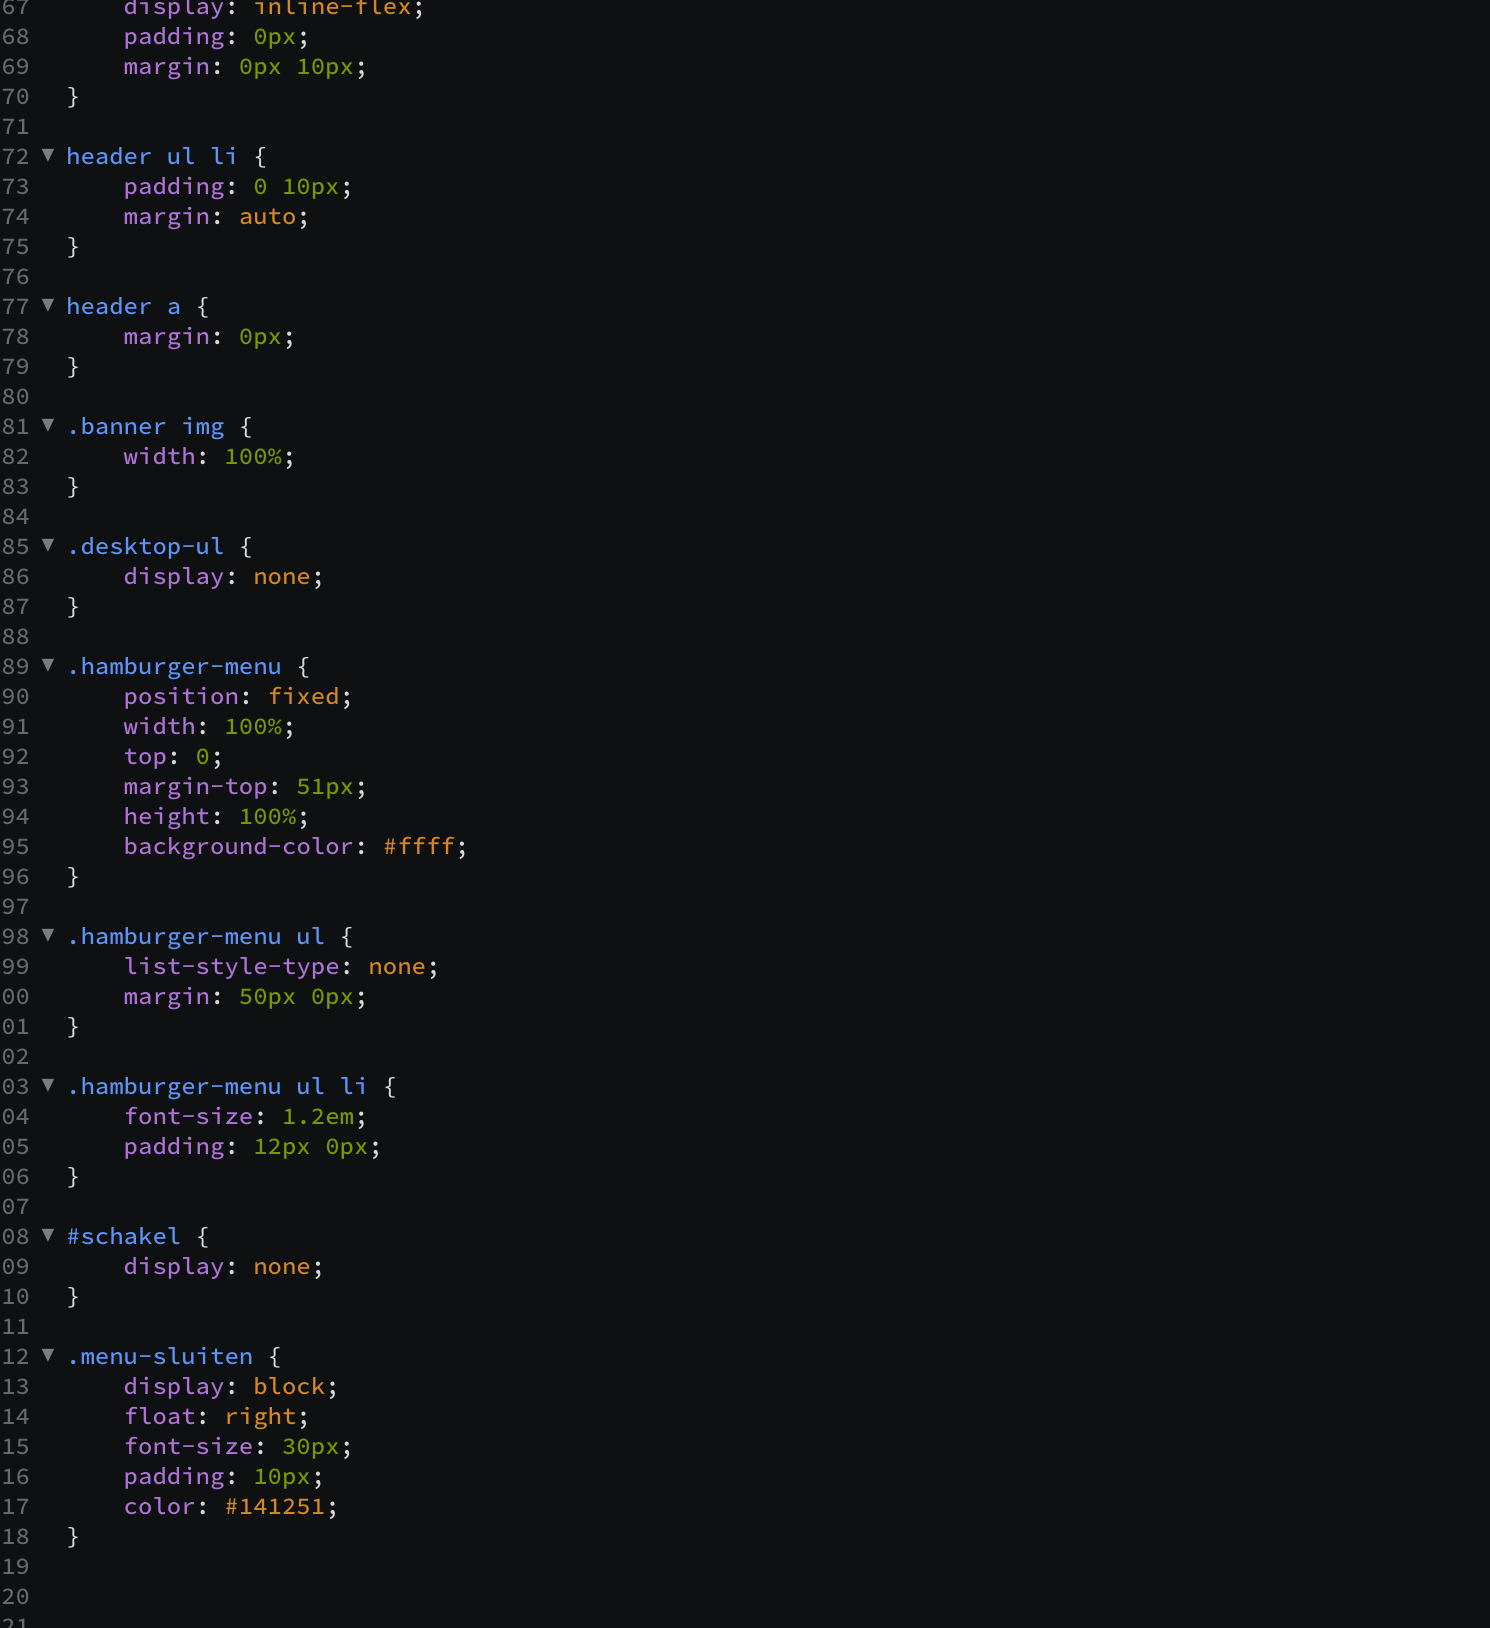 67 display: inline-flex;
68 padding: 0px;
69 margin: 0px 10px;
70 }
71
72 ▼ header ul li {
73 padding: 0 10px;
74 margin: auto;
75 }
76
77 ▼ header a {
78 margin: 0px;
79 }
80
81 ▼ .banner img {
82 width: 100%;
83 }
84
85 ▼ .desktop-ul {
86 display: none;
87 }
88
89 ▼ .hamburger-menu {
90 position: fixed;
91 width: 100%;
92 top: 0;
93 margin-top: 51px;
94 height: 100%;
95 background-color: #ffff;
96 }
97
98 ▼ .hamburger-menu ul {
99 list-style-type: none;
00 margin: 50px 0px;
01 }
02
03 ▼ .hamburger-menu ul li {
04 font-size: 1.2em;
05 padding: 12px 0px;
06 }
07
08 ▼ #schakel {
09 display: none;
10 }
11
12 ▼ .menu-sluiten {
13 display: block;
14 float: right;
15 font-size: 30px;
16 padding: 10px;
17 color: #141251;
18 }
19
20
21